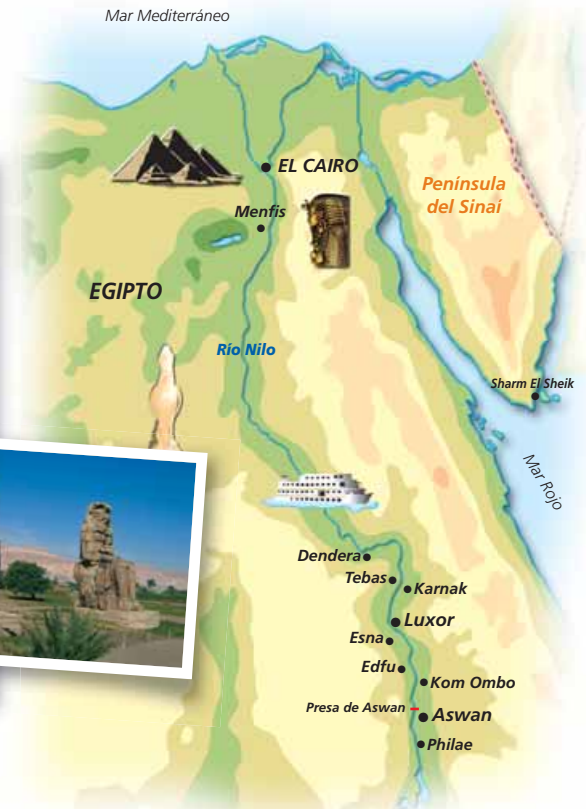 Mar Mediterráneo
EL CAIRO
Península
del Sinaí
Menfis
EGIPTO
Río Nilo
Sharm El Sheik
Mar Rojo
Dendera
Tebas
Karnak
Luxor
Esna
Edfu
Kom Ombo
Presa de Aswan
Aswan
Philae